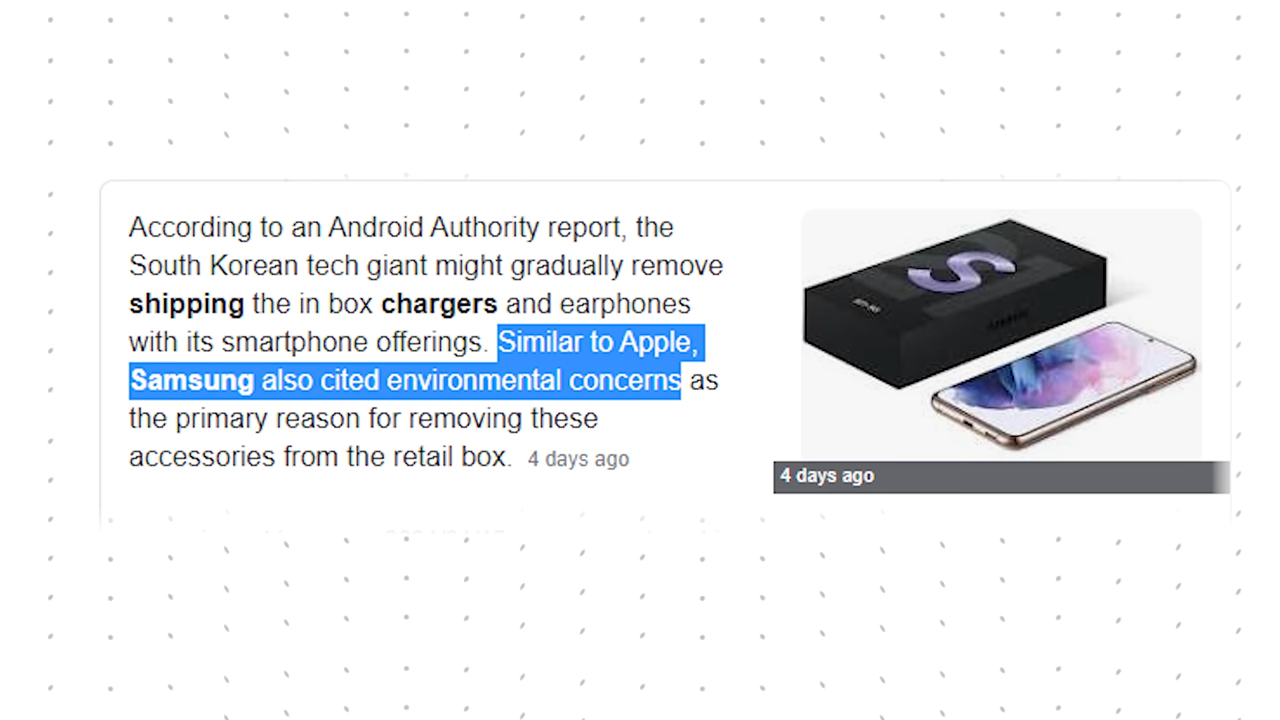 According to an Android Authority report, the
South Korean tech giant might gradually remove
shipping the in box chargers and earphones
with its smartphone offerings. Similar to Apple,
Samsung also cited environmental concerns as
the primary reason for removing these
accessories from the retail box. 4 days ago
S
4 days ago